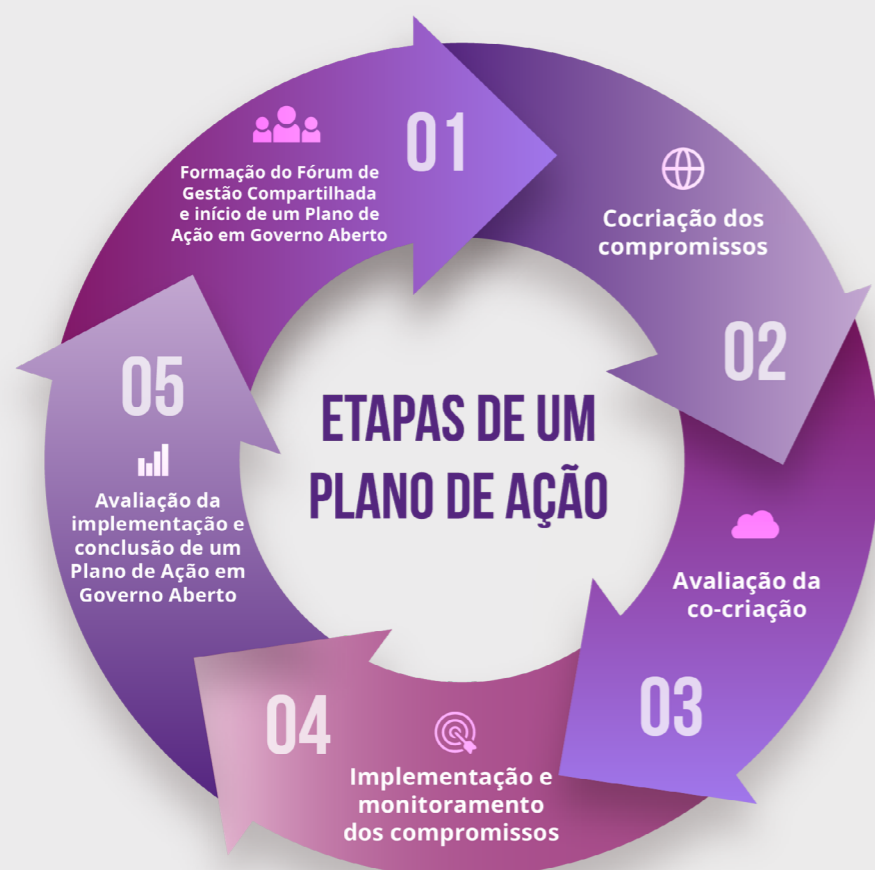 ETAPAS DE UM
PLANO DE AÇÃO
01
Formação do Fórum de
Gestão Compartilhada
e início de um Plano de
Ação em Governo Aberto
Cocriação dos
compromissos
02
Avaliação da
co-criação
03
04
Implementação e
monitoramento
dos compromissos
05
Avaliação da
implementação e
conclusão de um
Plano de Ação em
Governo Aberto